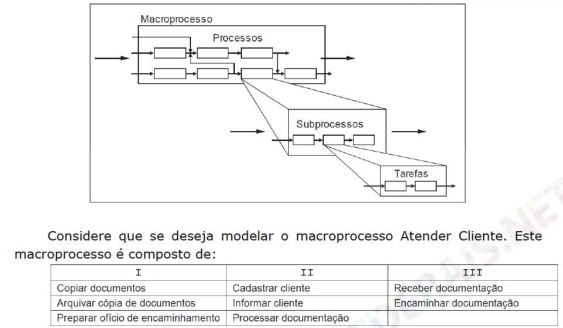 Macroprocesso
Processos
Subprocessos
Tarefas
Considere que se deseja modelar o macroprocesso Atender Cliente. Este
macroprocesso é composto de:
I II III
Copiar documentos Cadastrar cliente Receber documentação
Arquivar cópia de documentos Informar cliente Encaminhar documentação
Preparar ofício de encaminhamento Processar documentação